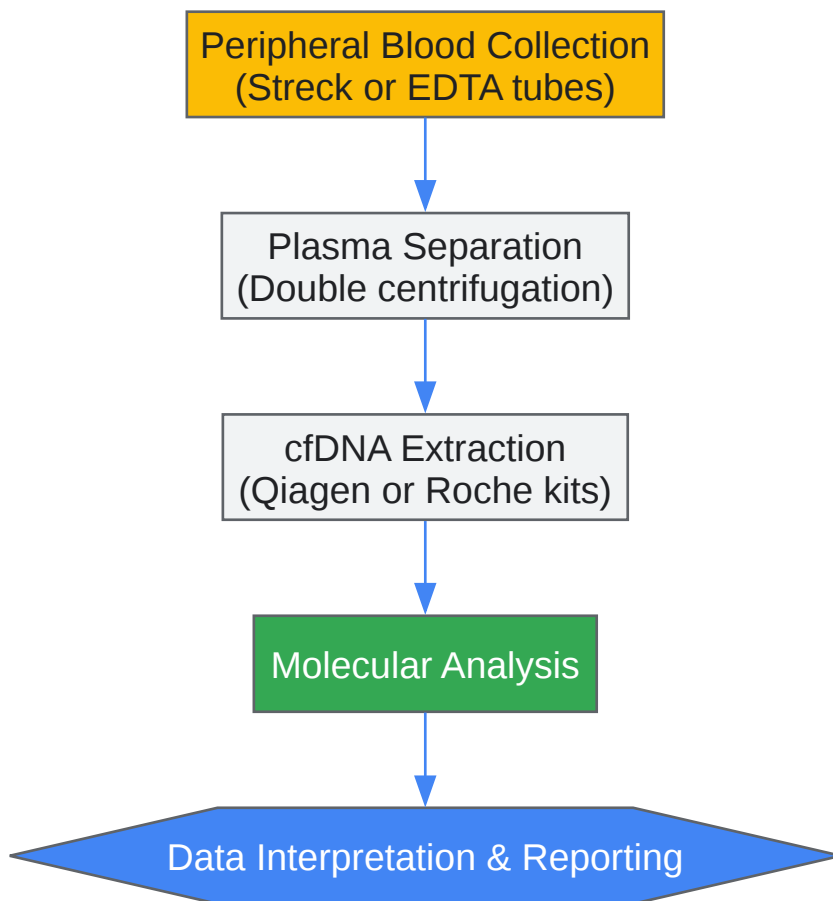 Peripheral Blood Collection
(Streck or EDTA tubes)
Plasma Separation
(Double centrifugation)
cfDNA Extraction
(Qiagen or Roche kits)
Molecular Analysis
Data Interpretation & Reporting